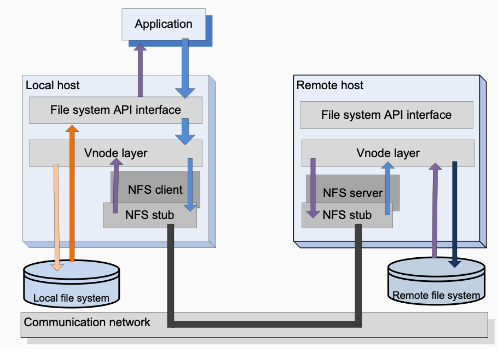 Application
Local host
File system API interface
Vnode layer
NFS client
NFS stub
Local file system
Remote host
File system API interface
Vnode layer
NFS server
NFS stub
Remote file system
Communication network